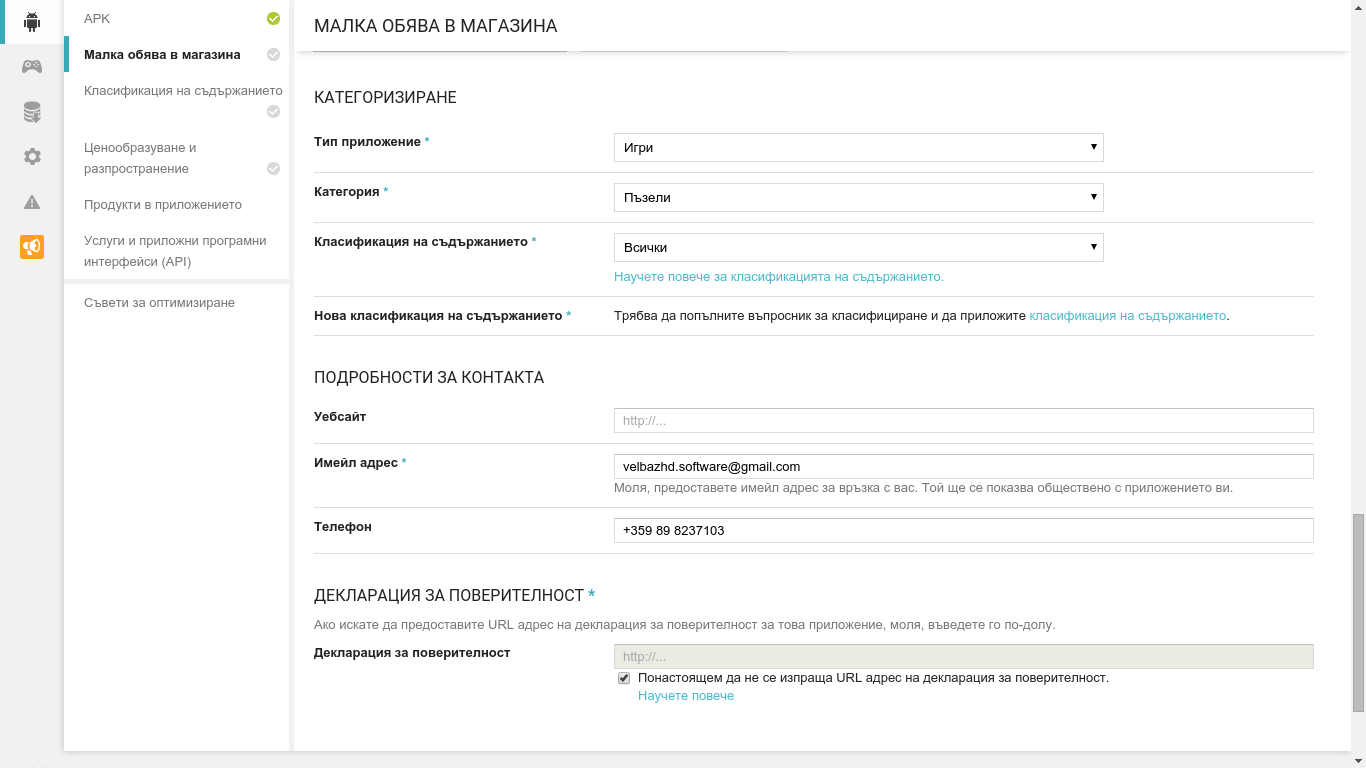 APK
Малка обява в магазина
Класификация на съдържанието
Ценообразуване и
разпространение
Продукти в приложението
Услуги и приложни програмни
интерфейси (API)
Съвети за оптимизиране
МАЛКА ОБЯВА В МАГАЗИНА
КАТЕГОРИЗИРАНЕ
Тип приложение *
Игри
Категория *
Пъзели
Класификация на съдържанието *
Всички
Научете повече за класификацията на съдържанието.
Нова класификация на съдържанието * Трябва да попълните въпросник за класифициране и да приложите класификация на съдържанието.
ПОДРОБНОСТИ ЗА КОНТАКТА
Уебсайт
http://...
Имейл адрес *
velbazhd.software@gmail.com
Моля, предоставете имейл адрес за връзка с вас. Той ще се показва обществено с приложението ви.
Телефон
+359 89 8237103
ДЕКЛАРАЦИЯ ЗА ПОВЕРИТЕЛНОСТ *
Ако искате да предоставите URL адрес на декларация за поверителност за това приложение, моля, въведете го по-долу.
Декларация за поверителност
http://...
Понастоящем да не се изпраща URL адрес на декларация за поверителност.
Научете повече